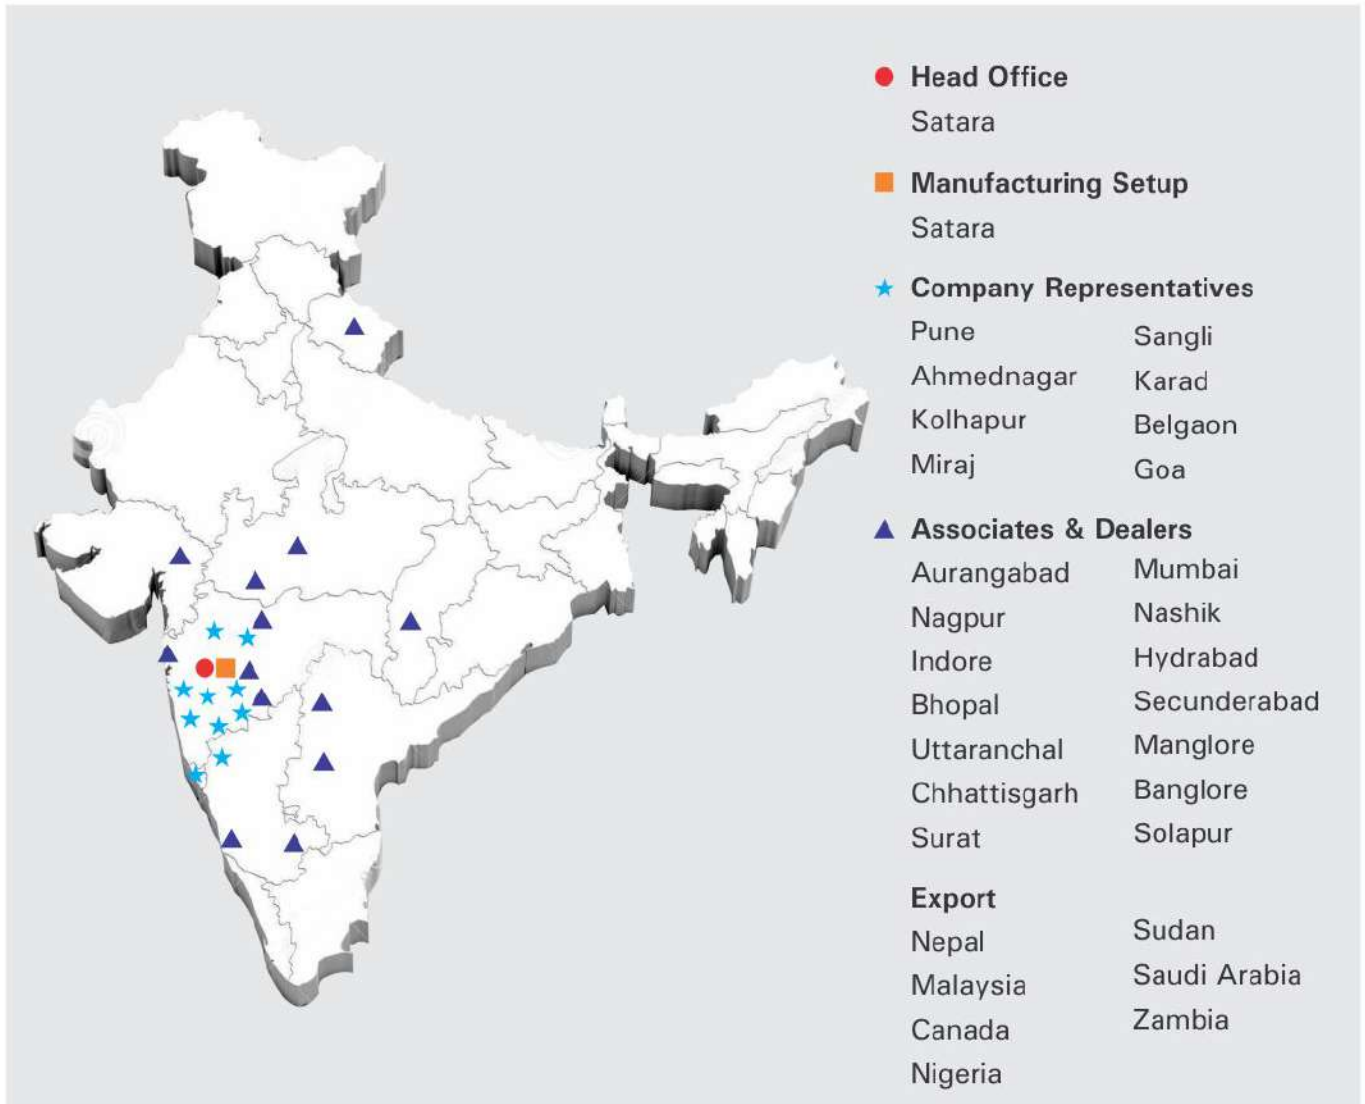 Head Office
Satara
Manufacturing Setup
Satara
Company Representatives
Pune
Ahmednagar
Kolhapur
Miraj
Sangli
Karad
Belgaon
Goa
Associates & Dealers
Aurangabad
Nagpur
Indore
Bhopal
Uttaranchal
Chhattisgarh
Surat
Mumbai
Nashik
Hydrabad
Secunderabad
Manglore
Banglore
Solapur
Export
Nepal
Malaysia
Canada
Nigeria
Sudan
Saudi Arabia
Zambia